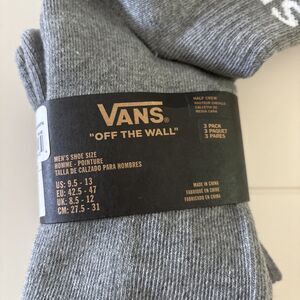 VANS
"OFF THE WALL"
HALF CREW
3 PACK
3 PAQUET
3 PARES
MEN'S SHOE SIZE
HOMME - POINTURE
TALLA DE CALZADO PARA HOMBRES
US: 9.5 - 13
EU: 42.5 - 47
UK: 8.5 - 12
CM: 27.5 - 31
MADE IN CHINA
FABRIQUÉ EN CHINE
FABRICADO EN CHINA